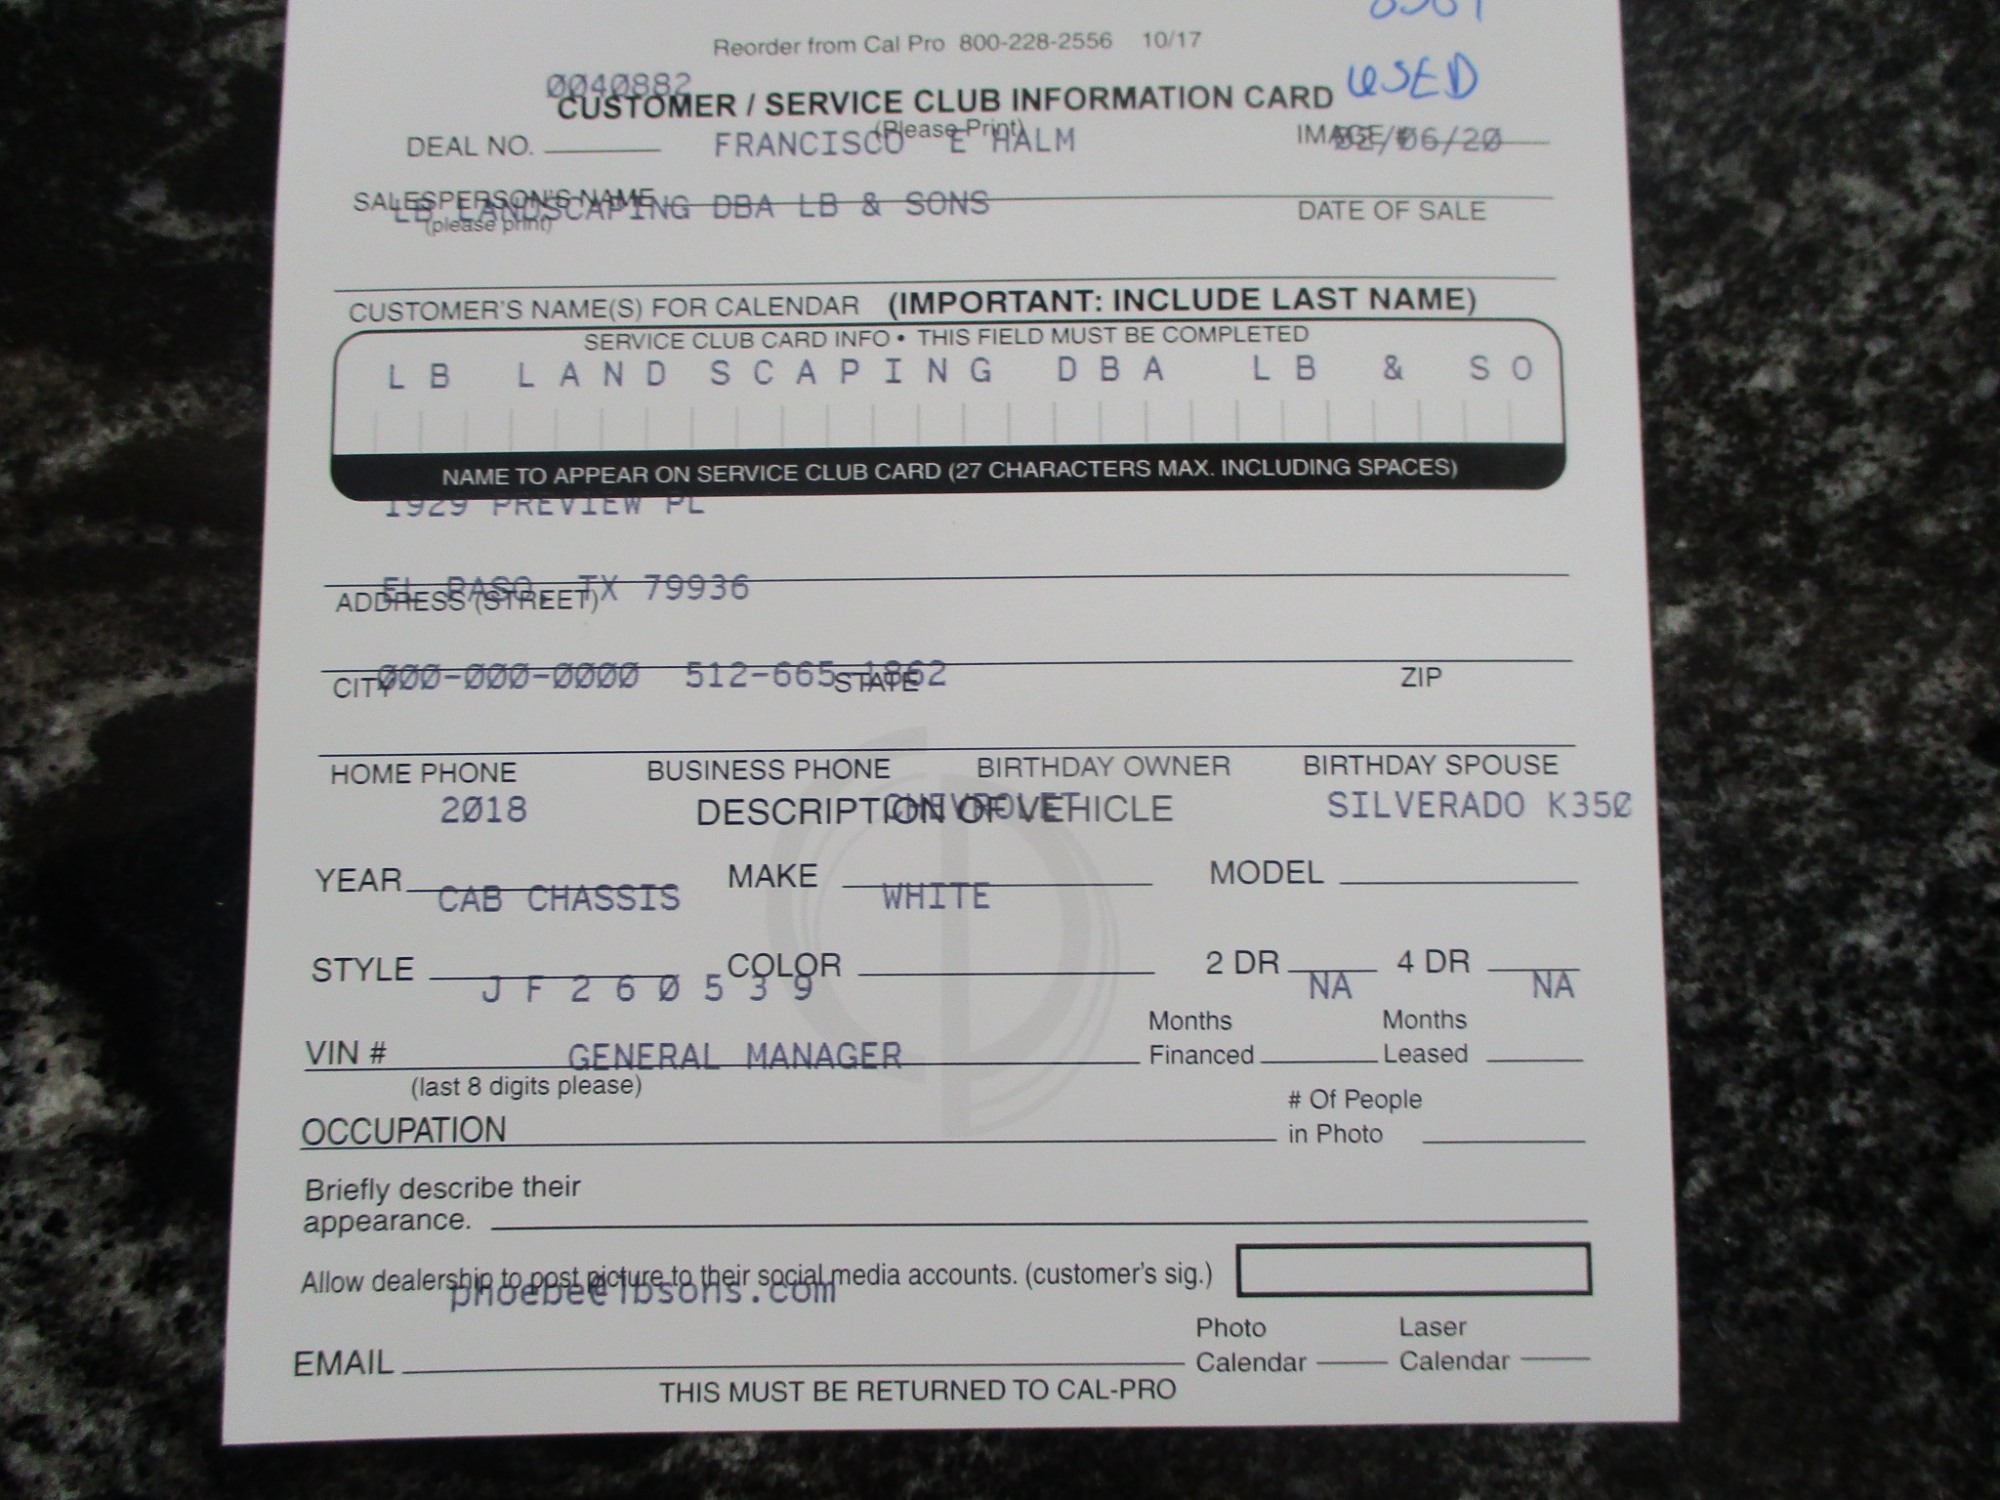 Reorder from Cal Pro 800-228-2556 10/17
USED
0040882
CUSTOMER / SERVICE CLUB INFORMATION CARD
(Please Print)
DEAL NO. FRANCISCO E HALM IMAGE # 02/06/20
SALESPERSON'S NAME DATE OF SALE
LB LANDSCAPING DBA LB & SONS
(please print)
CUSTOMER'S NAME(S) FOR CALENDAR (IMPORTANT: INCLUDE LAST NAME)
SERVICE CLUB CARD INFO • THIS FIELD MUST BE COMPLETED
LB LANDSCAPING DBA LB & SO
NAME TO APPEAR ON SERVICE CLUB CARD (27 CHARACTERS MAX. INCLUDING SPACES)
1929 PREVIEW PL
EL PASO, TX 79936
ADDRESS (STREET)
000-000-0000 512-665-1862
CITY STATE ZIP
HOME PHONE BUSINESS PHONE BIRTHDAY OWNER BIRTHDAY SPOUSE
2018 CHEVROLET SILVERADO K350
DESCRIPTION OF VEHICLE
YEAR MAKE MODEL
CAB CHASSIS WHITE
STYLE COLOR 2 DR 4 DR
JF260539 NA NA
VIN # Months Financed Months Leased
GENERAL MANAGER
(last 8 digits please)
OCCUPATION # Of People in Photo
Briefly describe their
appearance.
Allow dealership to post picture to their social media accounts. (customer's sig.)
phoebe@lbsons.com
EMAIL Photo Calendar Laser Calendar
THIS MUST BE RETURNED TO CAL-PRO